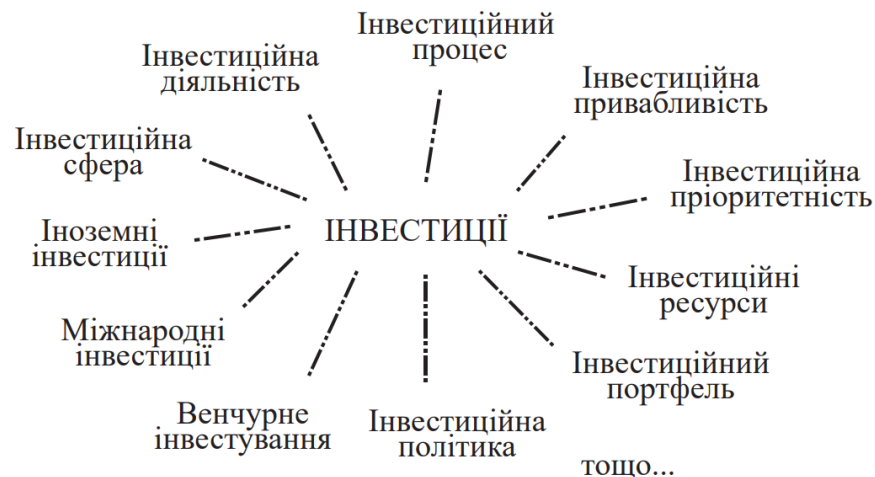 Інвестиційний
процес
Інвестиційна
діяльність
Інвестиційна
привабливість
Інвестиційна
сфера
Інвестиційна
пріоритетність
Іноземні
інвестиції
ІНВЕСТИЦІЇ
Інвестиційні
ресурси
Міжнародні
інвестиції
Інвестиційний
портфель
Венчурне
інвестування
Інвестиційна
політика
тощо...